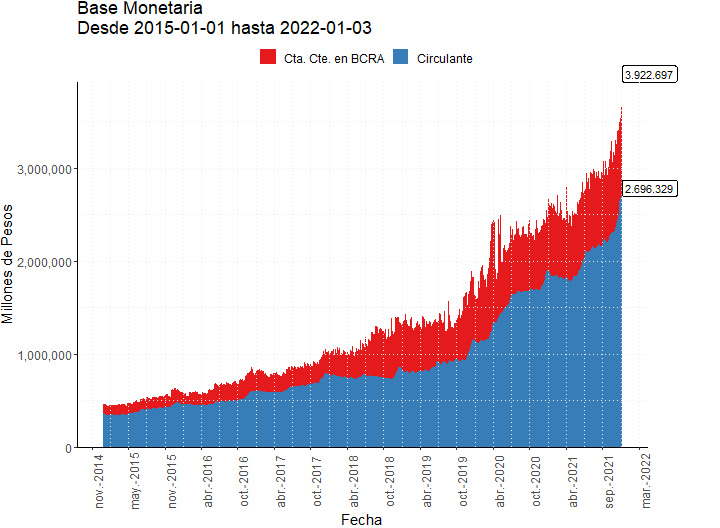 Base Monetaria
Desde 2015-01-01 hasta 2022-01-03
Cta. Cte. en BCRA
Circulante
3.922.697
2.696.329
3,000,000
2,000,000
1,000,000
0
Millones de Pesos
nov.-2014
may.-2015
nov.-2015
abr.-2016
oct.-2016
abr.-2017
oct.-2017
abr.-2018
oct.-2018
abr.-2019
oct.-2019
abr.-2020
oct.-2020
abr.-2021
sep.-2021
mar.-2022
Fecha